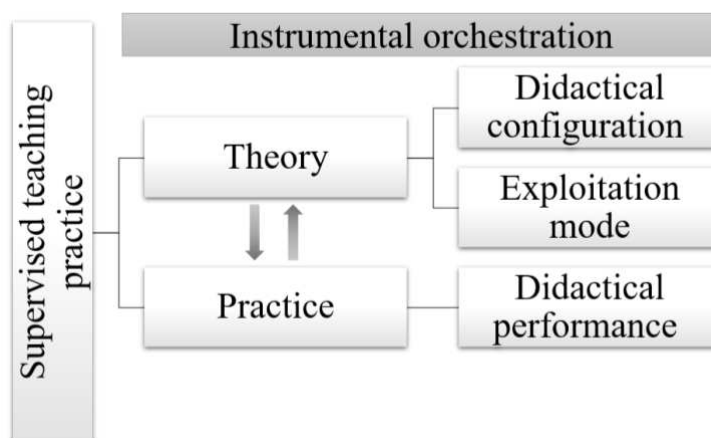 Instrumental orchestration
Supervised teaching
practice
Theory
Didactical
configuration
Exploitation
mode
Practice
Didactical
performance